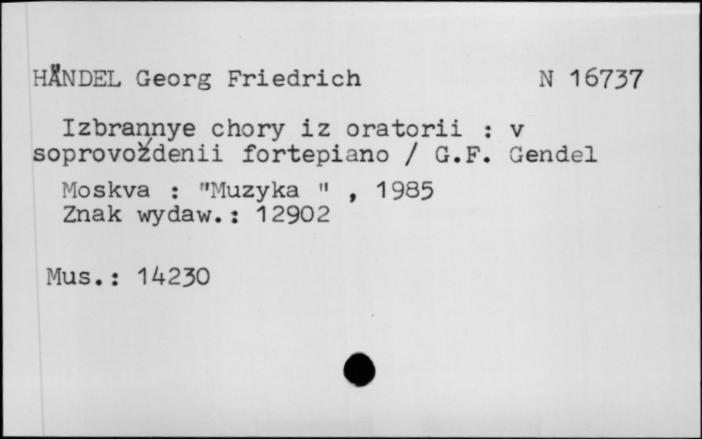 HÄNDEL Georg Friedrich N 16737
Izbrannye chory iz oratorii : v
soprovoždenii fortepiano / G.F. Gendel
Moskva : "Muzyka " , 1985
Znak wydaw.: 12902
Mus.: 14230